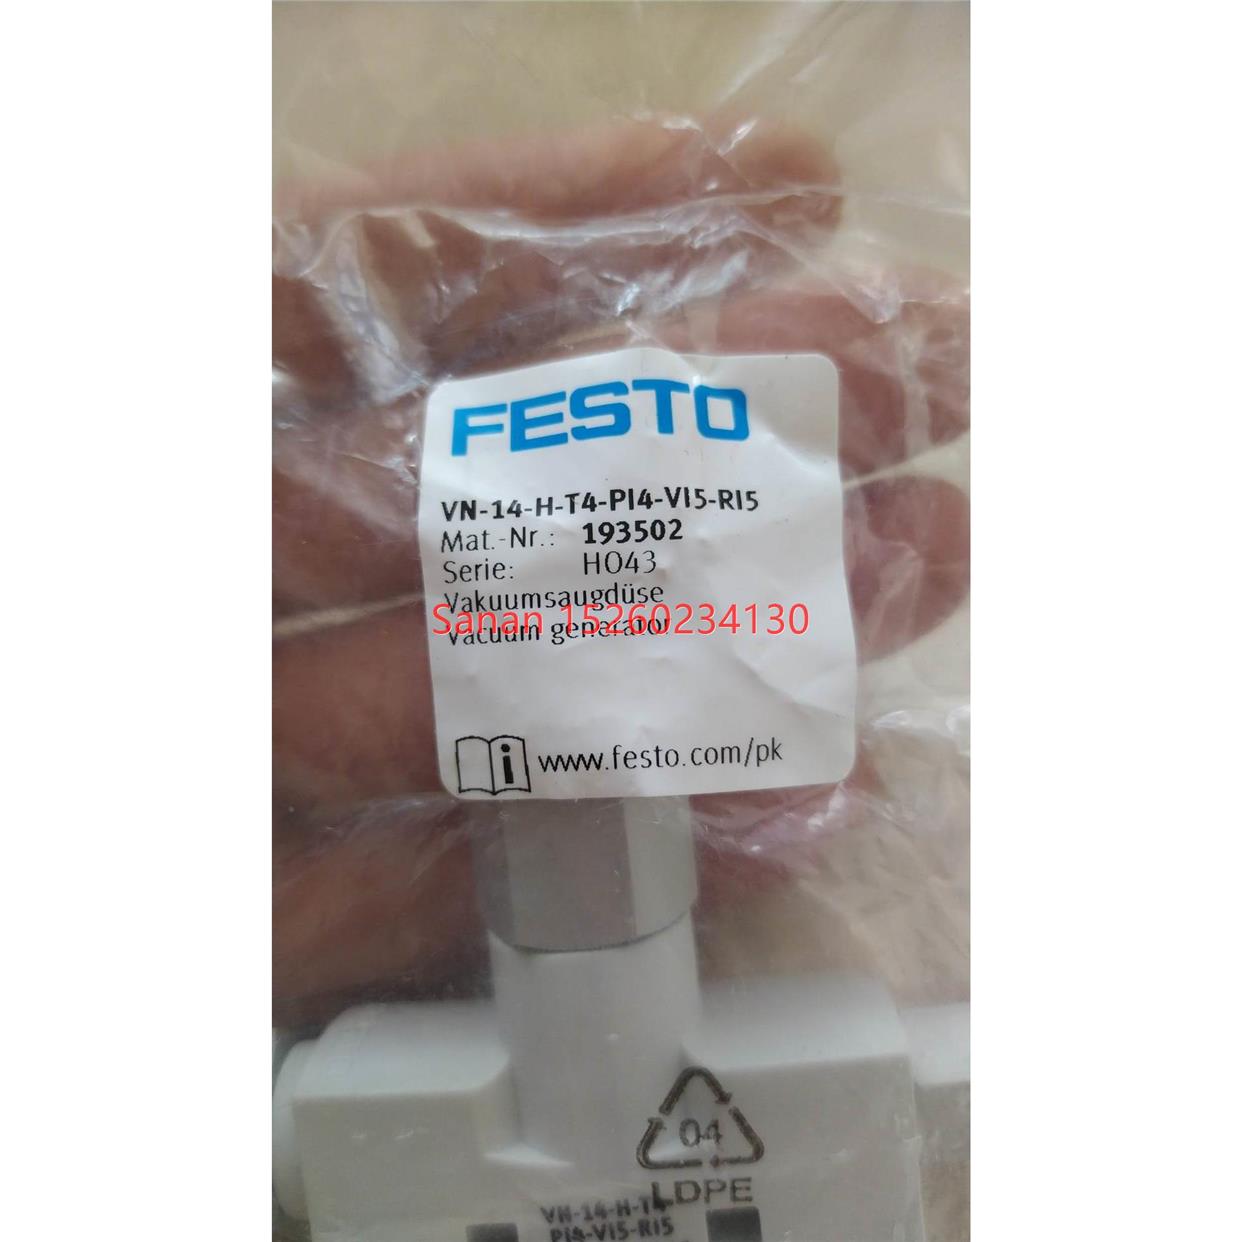 FESTO
VN-14-H-T4-PI4-VI5-RI5
Mat.-Nr.: 193502
Serie: HO43
Vakuumsaugdüse
Sanan 15260234130
Vacuum generator
www.festo.com/pk
04
LDPE
VN-14-H-T4-
PI4-VI5-RI5